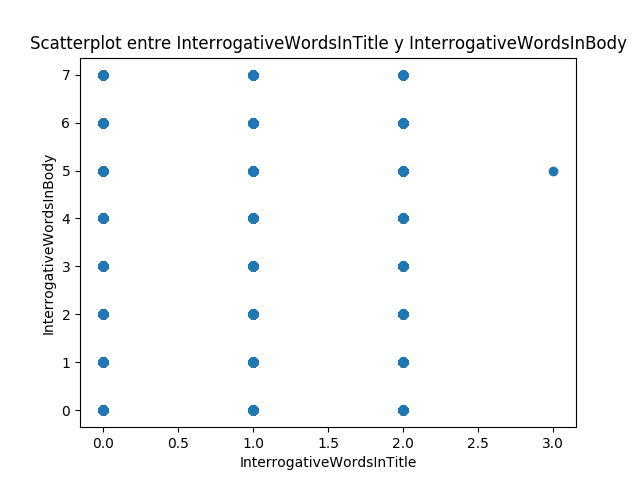 Scatterplot entre InterrogativeWordsInTitle y InterrogativeWordsInBody
7
6
5
4
3
2
1
0
InterrogativeWordsInBody
0.0 0.5 1.0 1.5 2.0 2.5 3.0
InterrogativeWordsInTitle